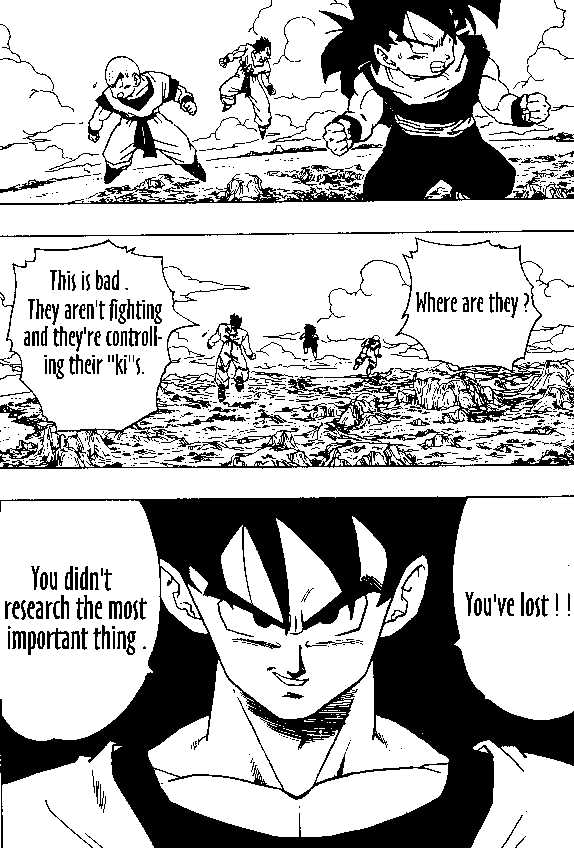 Where are they ?
This is bad .
They aren't fighting
and they're controll-
ing their "ki"s.
You've lost ! !
You didn't
research the most
important thing .